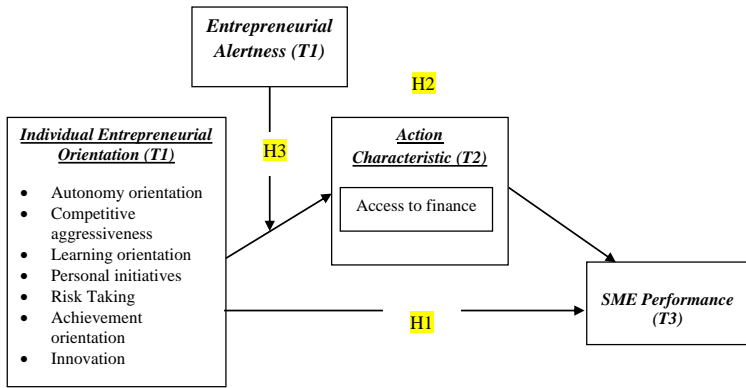 Entrepreneurial
Alertness (T1)
H2
Individual Entrepreneurial
Orientation (T1)
• Autonomy orientation
• Competitive
aggressiveness
• Learning orientation
• Personal initiatives
• Risk Taking
• Achievement
orientation
• Innovation
H3
Action
Characteristic (T2)
Access to finance
SME Performance
(T3)
H1